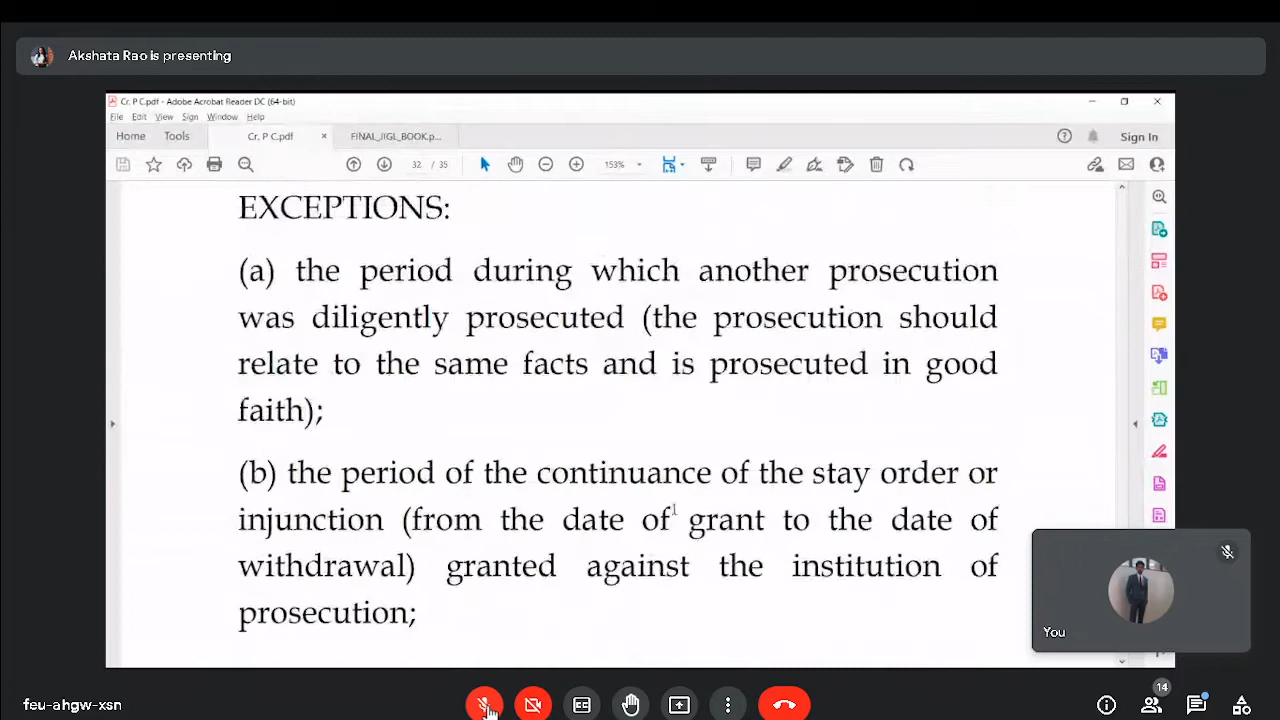 Akshata Rao is presenting
Cr. P C.pdf - Adobe Acrobat Reader DC (64-bit)
File Edit View Sign Window Help
Home Tools Cr. P C.pdf × FINAL_JIGL_BOOK.p... Sign In
32 / 35 153%
EXCEPTIONS:
(a) the period during which another prosecution
was diligently prosecuted (the prosecution should
relate to the same facts and is prosecuted in good
faith);
(b) the period of the continuance of the stay order or
injunction (from the date of grant to the date of
withdrawal) granted against the institution of
prosecution;
You
14
feu-ahgw-xsn